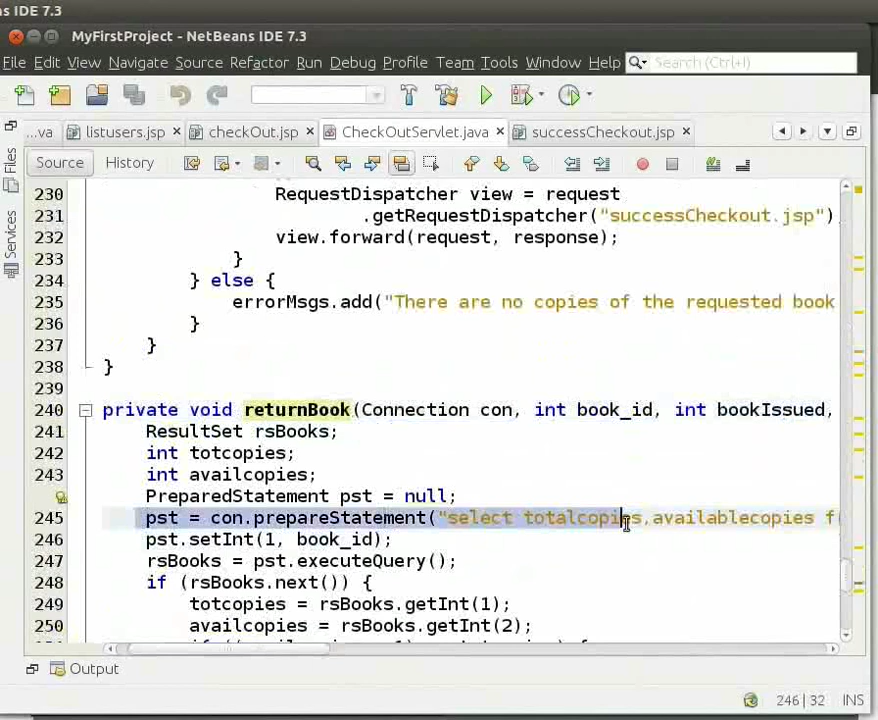 s IDE 7.3
MyFirstProject - NetBeans IDE 7.3
File Edit View Navigate Source Refactor Run Debug Profile Team Tools Window Help Search (Ctrl+I)
...va listusers.jsp checkOut.jsp CheckOutServlet.java successCheckout.jsp
Source History
Files
Services
230 RequestDispatcher view = request
231 .getRequestDispatcher("successCheckout.jsp")
232 view.forward(request, response);
233 }
234 } else {
235 errorMsgs.add("There are no copies of the requested book
236 }
237 }
238 }
239
240 private void returnBook(Connection con, int book_id, int bookIssued,
241 ResultSet rsBooks;
242 int totcopies;
243 int availcopies;
PreparedStatement pst = null;
245 pst = con.prepareStatement("select totalcopies,availablecopies f
246 pst.setInt(1, book_id);
247 rsBooks = pst.executeQuery();
248 if (rsBooks.next()) {
249 totcopies = rsBooks.getInt(1);
250 availcopies = rsBooks.getInt(2);
Output
246 | 32 INS